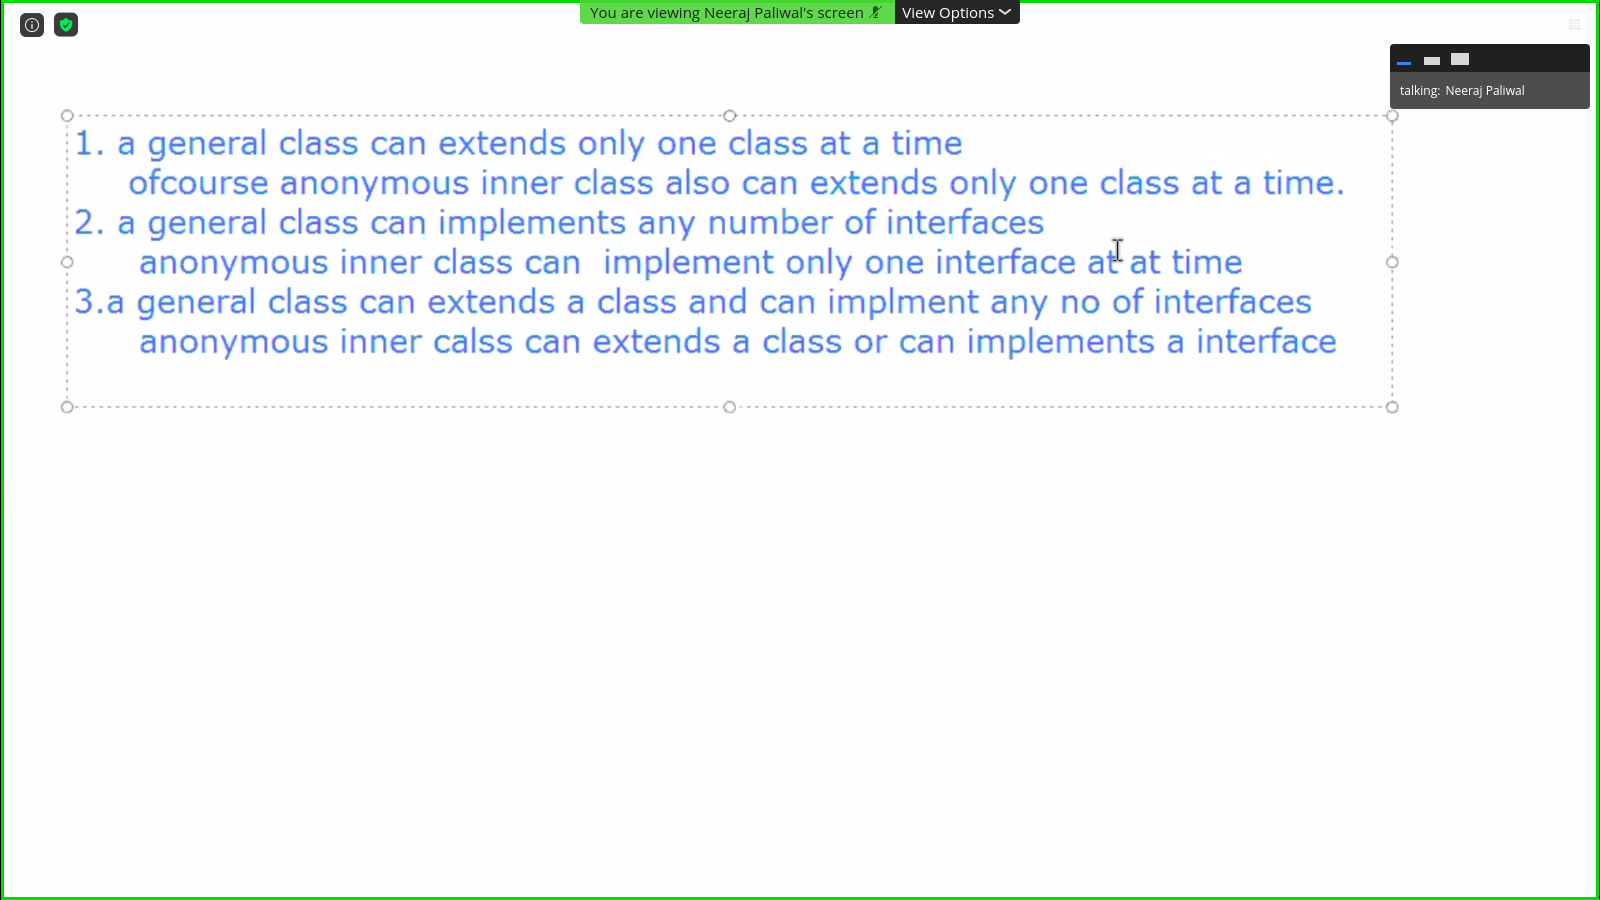 You are viewing Neeraj Paliwal's screen View Options
talking: Neeraj Paliwal
1. a general class can extends only one class at a time
ofcourse anonymous inner class also can extends only one class at a time.
2. a general class can implements any number of interfaces
anonymous inner class can  implement only one interface at at time
3.a general class can extends a class and can implment any no of interfaces
anonymous inner calss can extends a class or can implements a interface